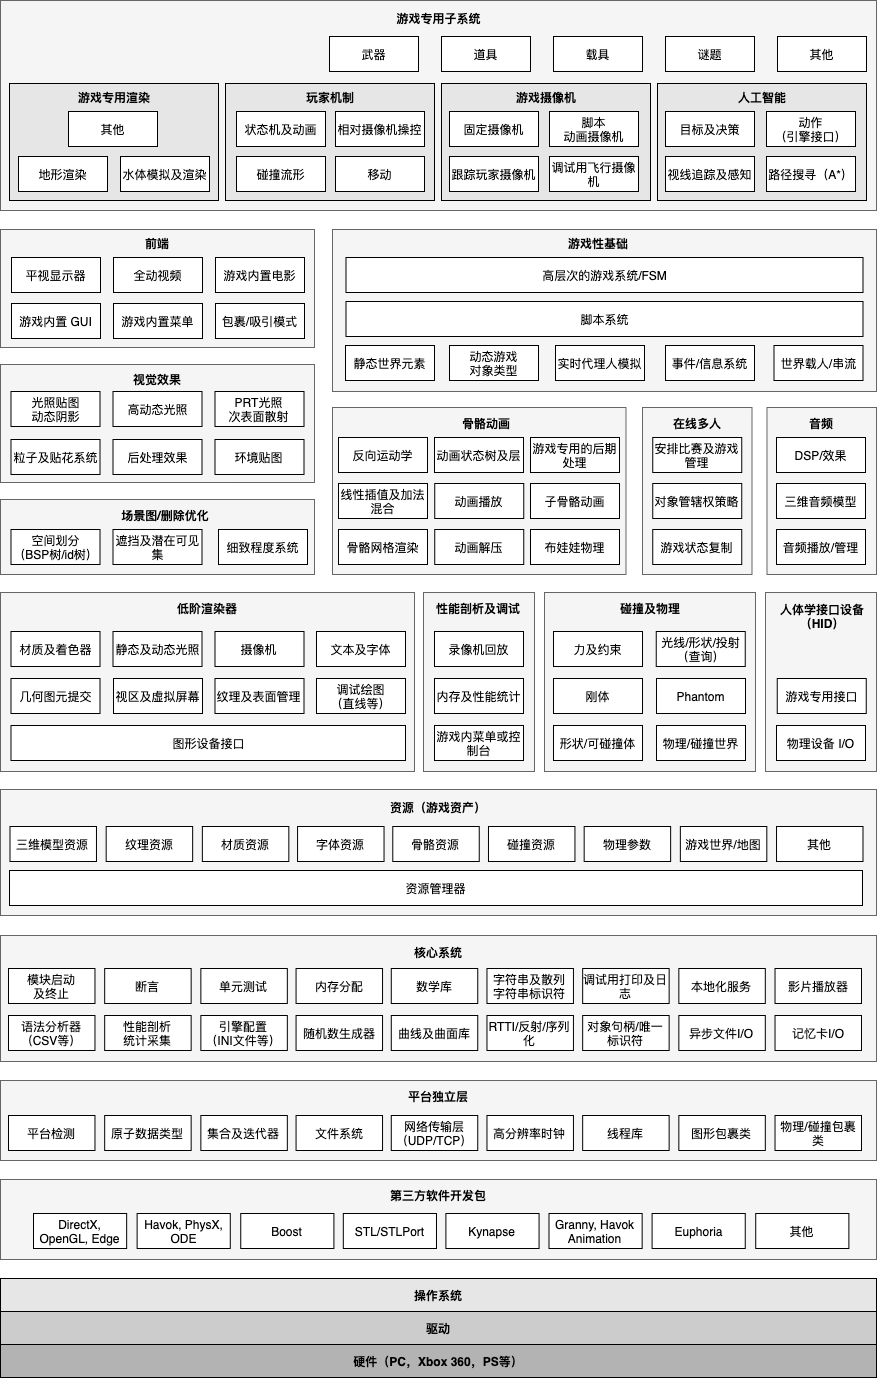 游戏专用子系统
武器
道具
载具
谜题
其他
游戏专用渲染
其他
地形渲染
水体模拟及渲染
玩家机制
状态机及动画
相对摄像机操控
碰撞流形
移动
游戏摄像机
固定摄像机
脚本
动画摄像机
跟踪玩家摄像机
调试用飞行摄像
机
人工智能
目标及决策
动作
（引擎接口）
视线追踪及感知
路径搜寻（A*）
前端
平视显示器
全动视频
游戏内置电影
游戏内置 GUI
游戏内置菜单
包裹/吸引模式
游戏性基础
高层次的游戏系统/FSM
脚本系统
静态世界元素
动态游戏
对象类型
实时代理人模拟
事件/信息系统
世界载人/串流
视觉效果
光照贴图
动态阴影
高动态光照
PRT光照
次表面散射
粒子及贴花系统
后处理效果
环境贴图
场景图/删除优化
空间划分
（BSP树/id树）
遮挡及潜在可见
集
细致程度系统
骨骼动画
反向运动学
动画状态树及层
游戏专用的后期
处理
线性插值及加法
混合
动画播放
子骨骼动画
骨骼网格渲染
动画解压
布娃娃物理
在线多人
安排比赛及游戏
管理
对象管辖权策略
游戏状态复制
音频
DSP/效果
三维音频模型
音频播放/管理
低阶渲染器
材质及着色器
静态及动态光照
摄像机
文本及字体
几何图元提交
视区及虚拟屏幕
纹理及表面管理
调试绘图
（直线等）
图形设备接口
性能剖析及调试
录像机回放
内存及性能统计
游戏内菜单或控
制台
碰撞及物理
力及约束
光线/形状/投射
（查询）
刚体
Phantom
形状/可碰撞体
物理/碰撞世界
人体学接口设备
（HID）
游戏专用接口
物理设备 I/O
资源（游戏资产）
三维模型资源
纹理资源
材质资源
字体资源
骨骼资源
碰撞资源
物理参数
游戏世界/地图
其他
资源管理器
核心系统
模块启动
及终止
断言
单元测试
内存分配
数学库
字符串及散列
字符串标识符
调试用打印及日
志
本地化服务
影片播放器
语法分析器
（CSV等）
性能剖析
统计采集
引擎配置
（INI文件等）
随机数生成器
曲线及曲面库
RTTI/反射/序列
化
对象句柄/唯一
标识符
异步文件I/O
记忆卡I/O
平台独立层
平台检测
原子数据类型
集合及迭代器
文件系统
网络传输层
（UDP/TCP）
高分辨率时钟
线程库
图形包裹类
物理/碰撞包裹
类
第三方软件开发包
DirectX,
OpenGL, Edge
Havok, PhysX,
ODE
Boost
STL/STLPort
Kynapse
Granny, Havok
Animation
Euphoria
其他
操作系统
驱动
硬件（PC，Xbox 360，PS等）